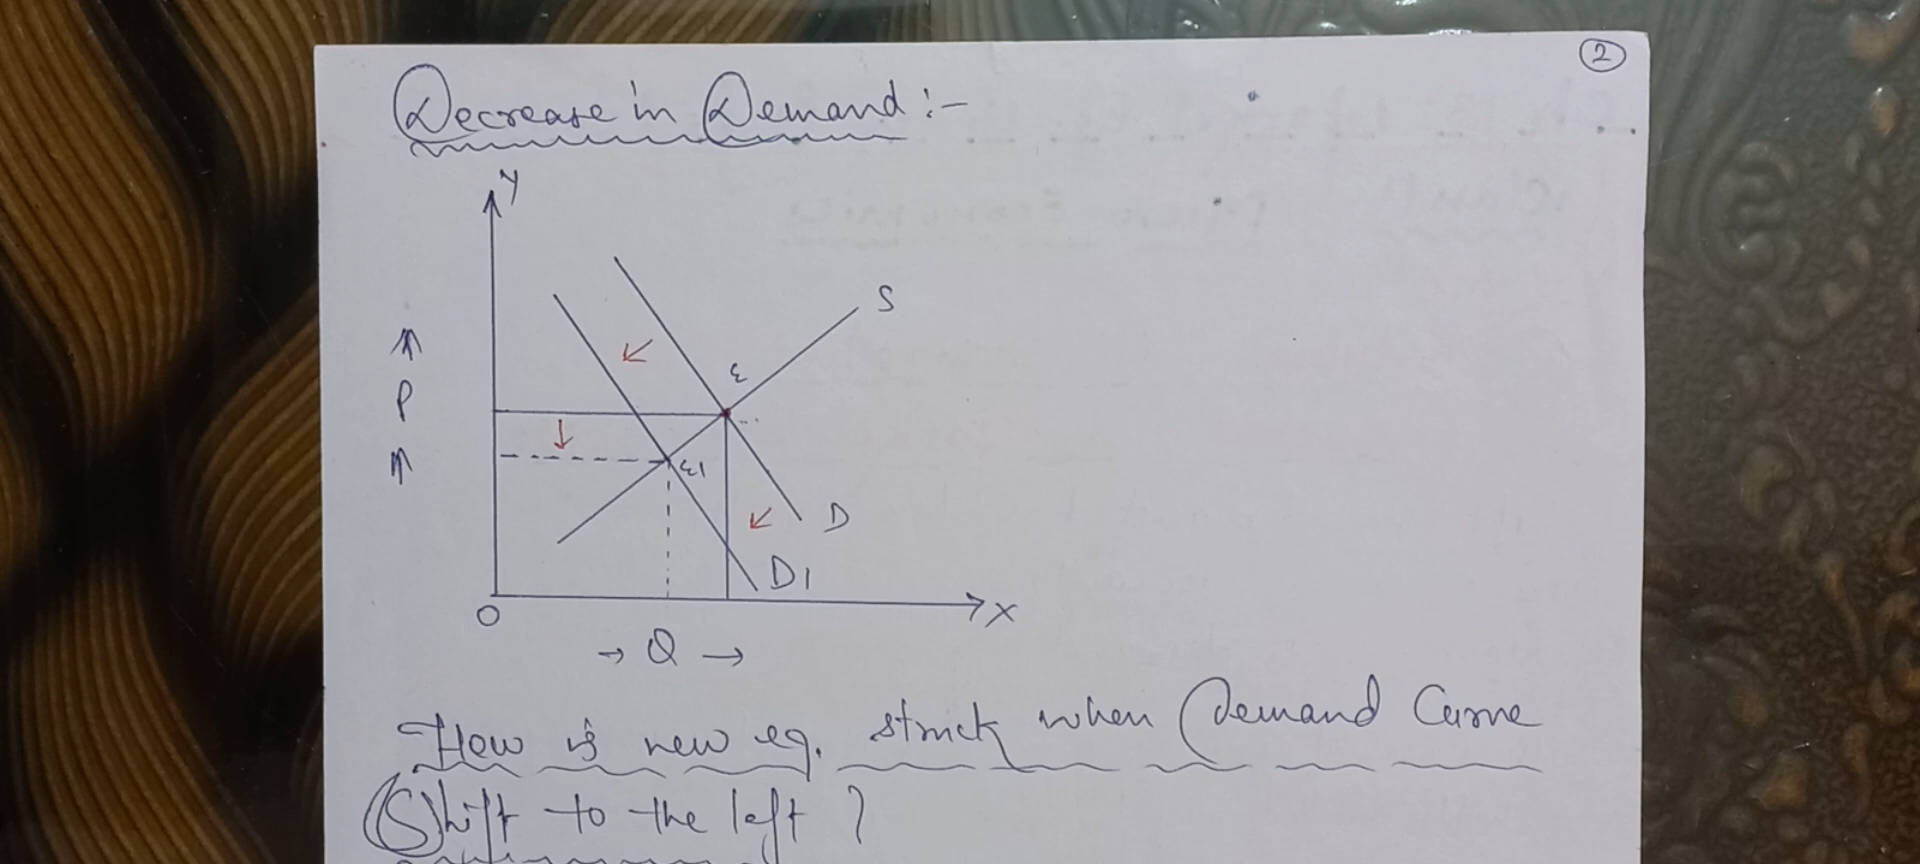 2
Decrease in Demand :-
Y
S
↑
P
↑
E
E1
D
D1
O
X
→ Q →
How is new eq. struck when Demand Curve
Shift to the left ?